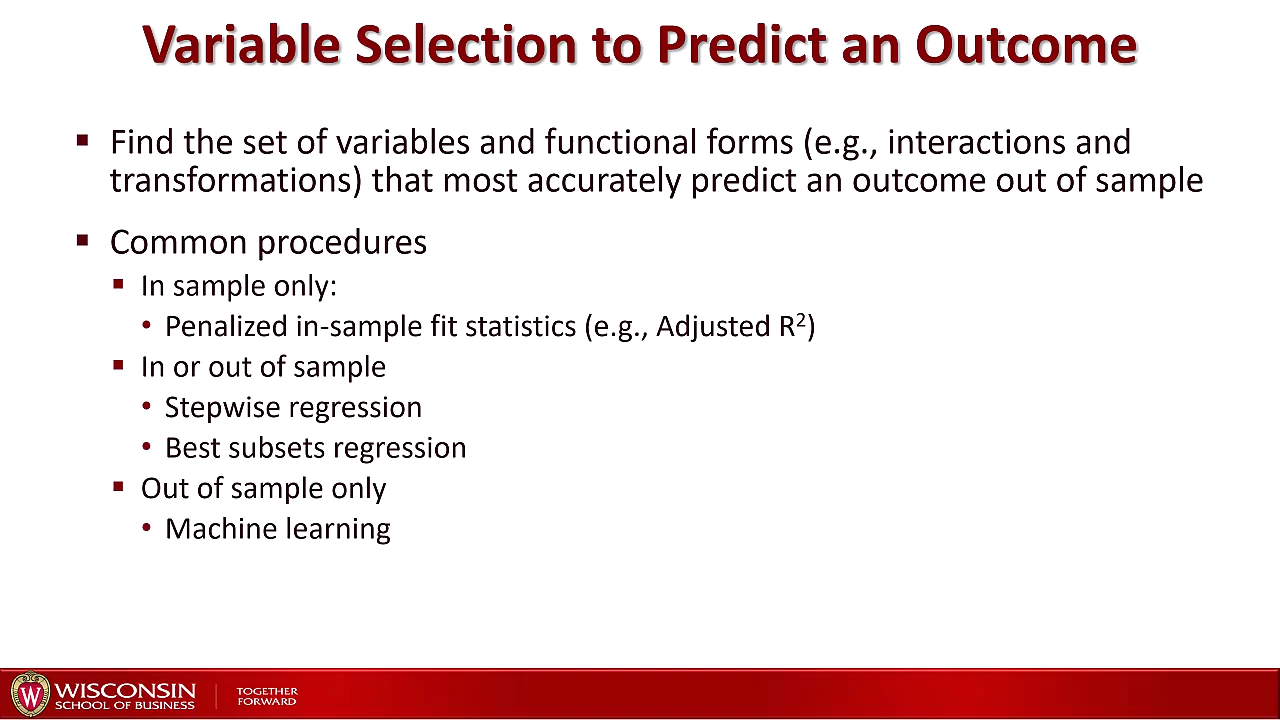 Variable Selection to Predict an Outcome
▪ Find the set of variables and functional forms (e.g., interactions and
transformations) that most accurately predict an outcome out of sample
▪ Common procedures
▪ In sample only:
• Penalized in-sample fit statistics (e.g., Adjusted R²)
▪ In or out of sample
• Stepwise regression
• Best subsets regression
▪ Out of sample only
• Machine learning
W
WISCONSIN
SCHOOL OF BUSINESS
TOGETHER
FORWARD